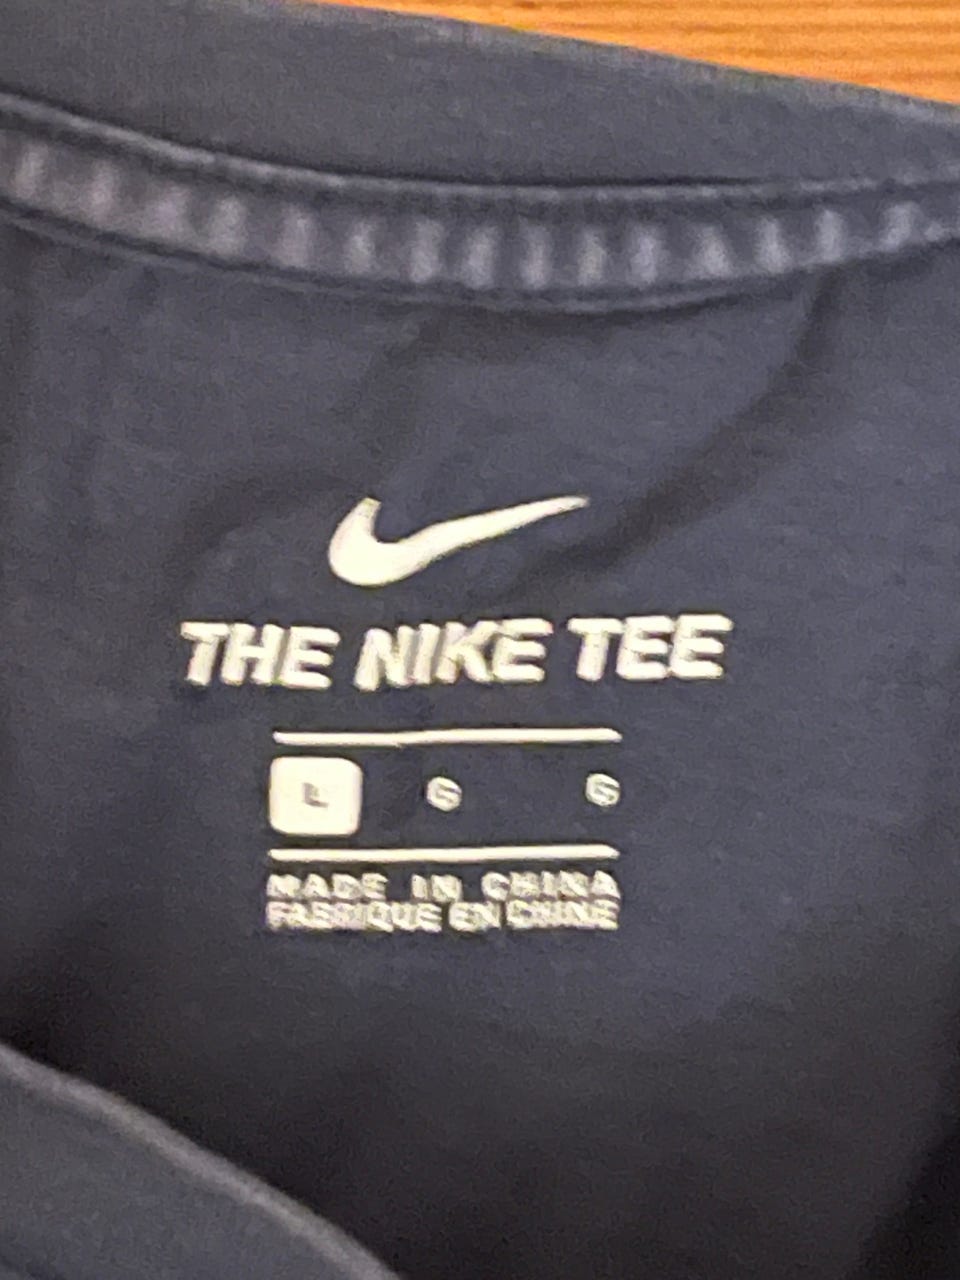 THE NIKE TEE
L G G
MADE IN CHINA
FABRIQUE EN CHINE